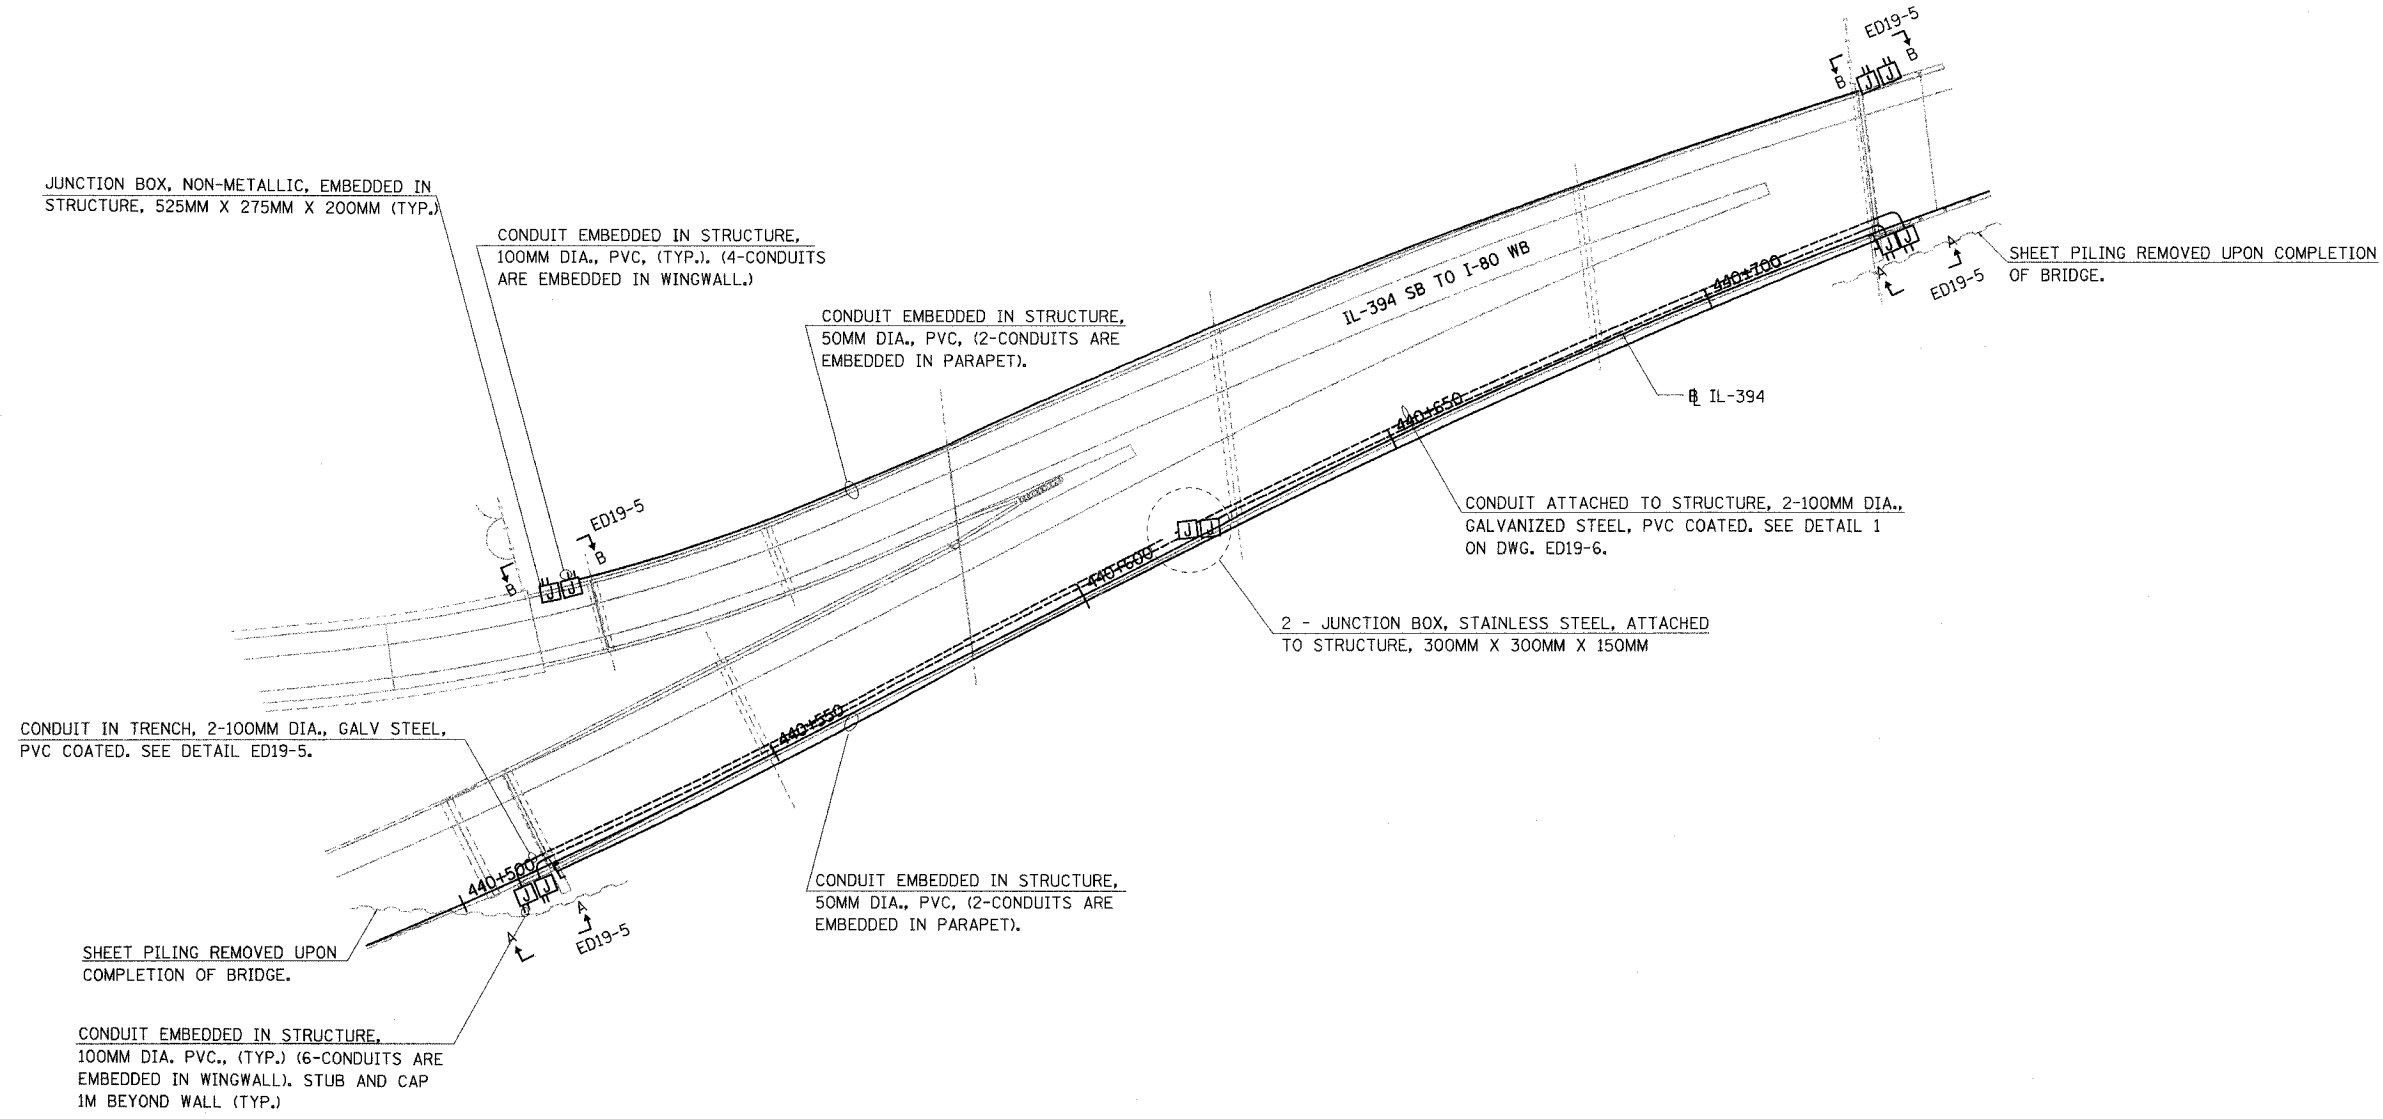 ED19-5
B
B
J
J
JUNCTION BOX, NON-METALLIC, EMBEDDED IN
STRUCTURE, 525MM X 275MM X 200MM (TYP.)
CONDUIT EMBEDDED IN STRUCTURE,
100MM DIA., PVC, (TYP.). (4-CONDUITS
ARE EMBEDDED IN WINGWALL.)
CONDUIT EMBEDDED IN STRUCTURE,
50MM DIA., PVC, (2-CONDUITS ARE
EMBEDDED IN PARAPET).
IL-394 SB TO I-80 WB
440+700
J
J
A
A
ED19-5
SHEET PILING REMOVED UPON COMPLETION
OF BRIDGE.
℄ IL-394
440+650
CONDUIT ATTACHED TO STRUCTURE, 2-100MM DIA.,
GALVANIZED STEEL, PVC COATED. SEE DETAIL 1
ON DWG. ED19-6.
ED19-5
B
B
J
J
J
J
440+600
2 - JUNCTION BOX, STAINLESS STEEL, ATTACHED
TO STRUCTURE, 300MM X 300MM X 150MM
440+550
CONDUIT IN TRENCH, 2-100MM DIA., GALV STEEL,
PVC COATED. SEE DETAIL ED19-5.
440+500
J
J
A
A
ED19-5
CONDUIT EMBEDDED IN STRUCTURE,
50MM DIA., PVC, (2-CONDUITS ARE
EMBEDDED IN PARAPET).
SHEET PILING REMOVED UPON
COMPLETION OF BRIDGE.
CONDUIT EMBEDDED IN STRUCTURE,
100MM DIA. PVC., (TYP.) (6-CONDUITS ARE
EMBEDDED IN WINGWALL). STUB AND CAP
1M BEYOND WALL (TYP.)